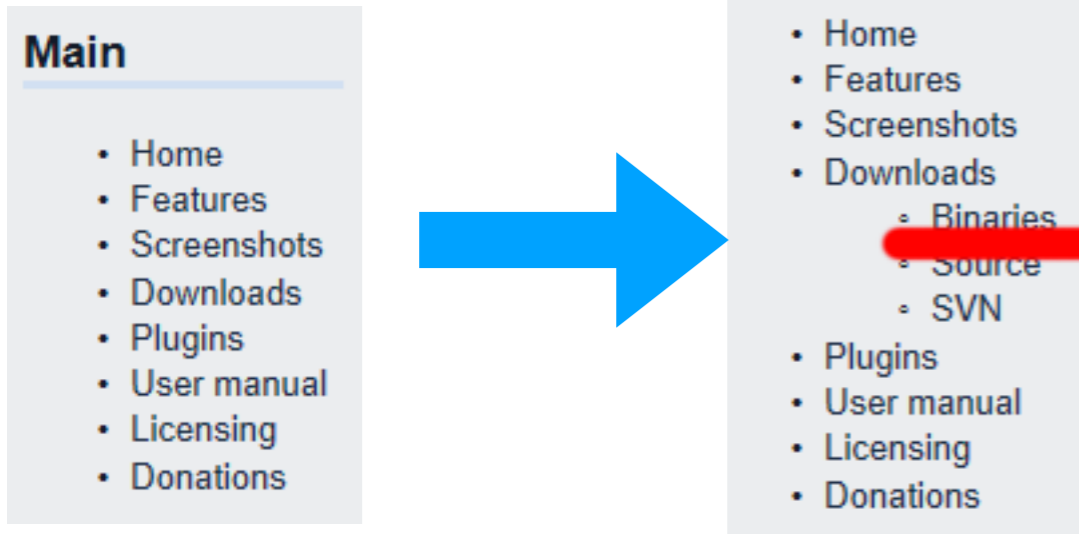 Main
• Home
• Features
• Screenshots
• Downloads
• Plugins
• User manual
• Licensing
• Donations
• Home
• Features
• Screenshots
• Downloads
◦ Binaries
◦ Source
◦ SVN
• Plugins
• User manual
• Licensing
• Donations